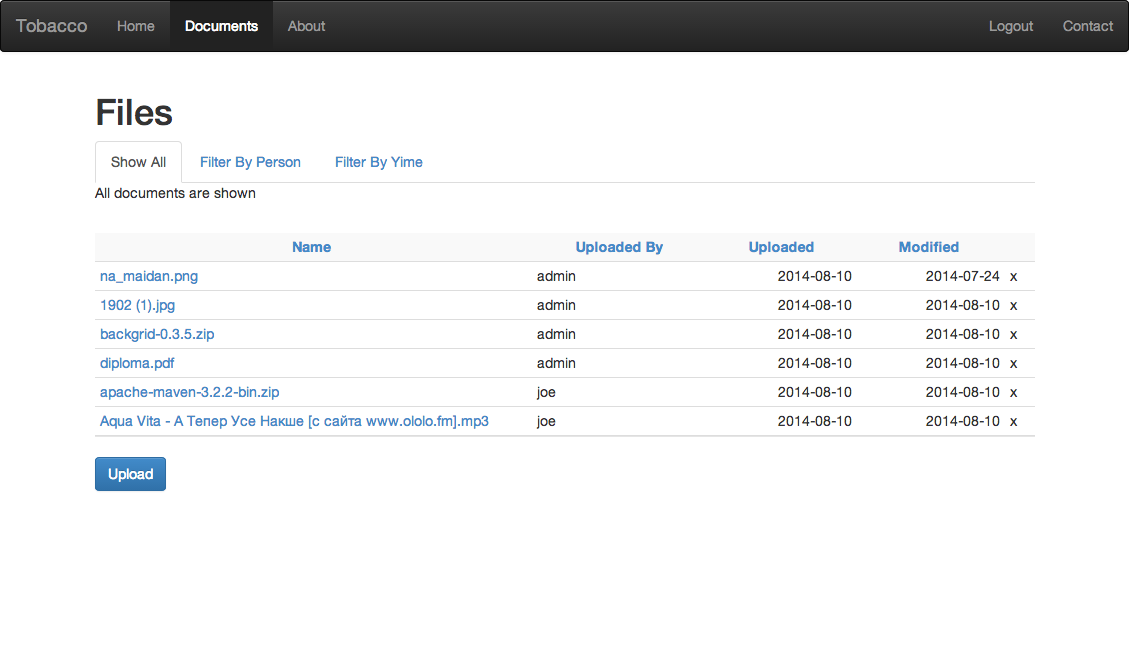 Tobacco Home Documents About Logout Contact
Files
Show All Filter By Person Filter By Yime
All documents are shown
Name Uploaded By Uploaded Modified
na_maidan.png admin 2014-08-10 2014-07-24 x
1902 (1).jpg admin 2014-08-10 2014-08-10 x
backgrid-0.3.5.zip admin 2014-08-10 2014-08-10 x
diploma.pdf admin 2014-08-10 2014-08-10 x
apache-maven-3.2.2-bin.zip joe 2014-08-10 2014-08-10 x
Aqua Vita - А Тепер Усе Накше [с сайта www.ololo.fm].mp3 joe 2014-08-10 2014-08-10 x
Upload